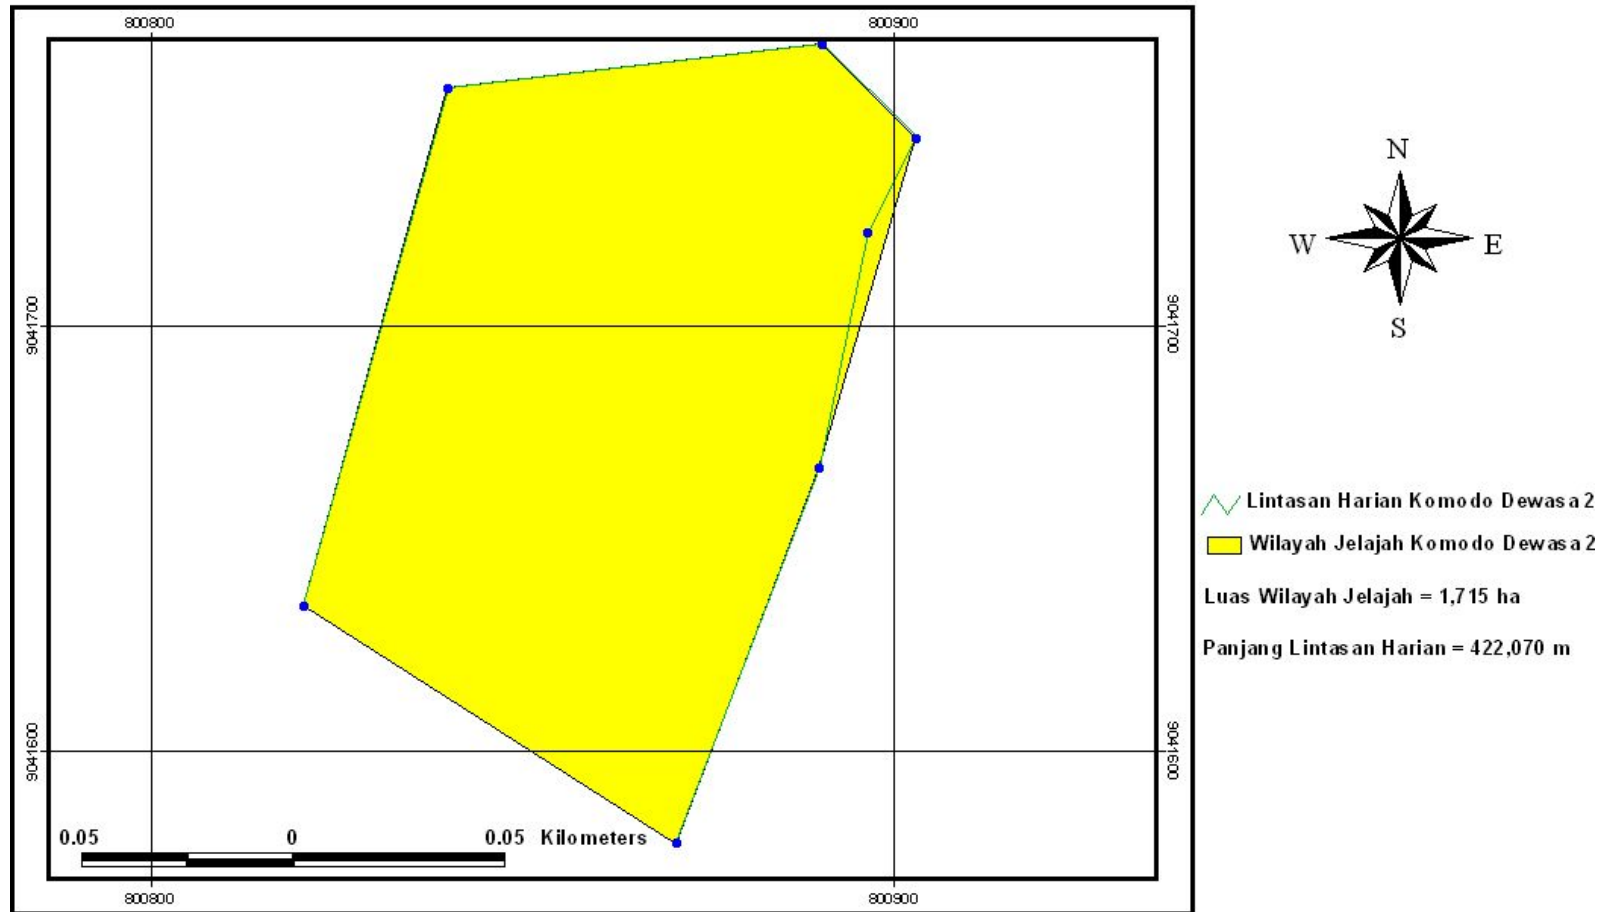 800800 800900
N
W E
S
9041700 9041700
Lintasan Harian Komodo Dewasa 2
Wilayah Jelajah Komodo Dewasa 2
Luas Wilayah Jelajah = 1,715 ha
Panjang Lintasan Harian = 422,070 m
9041600 9041600
0.05 0 0.05 Kilometers
800800 800900